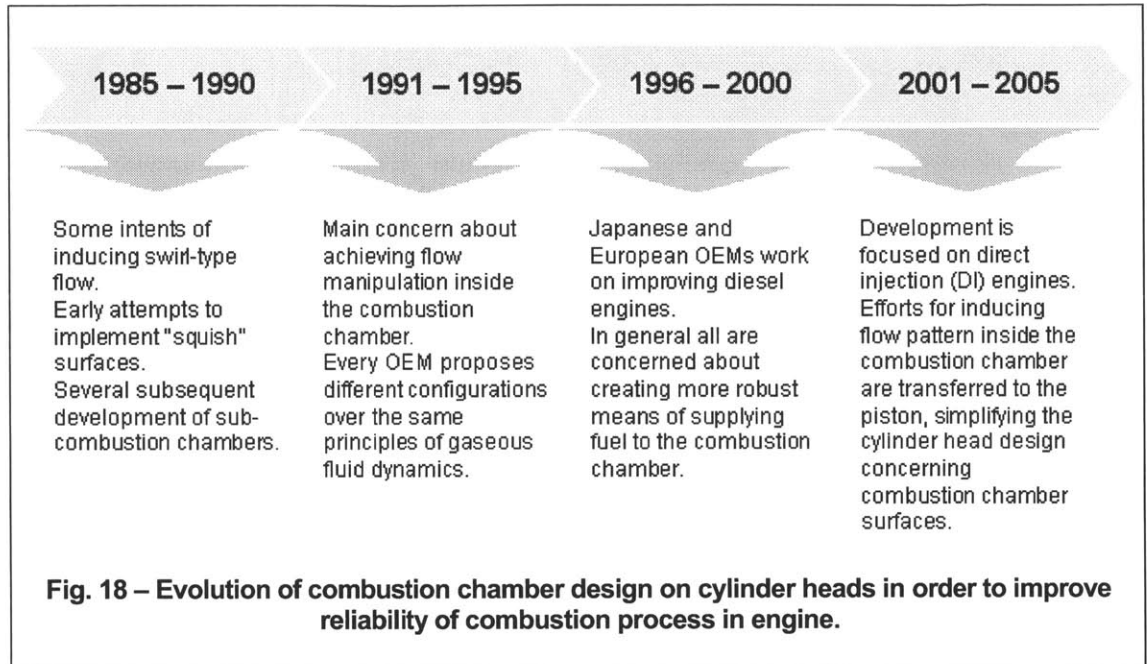 1985 – 1990
1991 – 1995
1996 – 2000
2001 – 2005
Some intents of
inducing swirl-type
flow.
Early attempts to
implement "squish"
surfaces.
Several subsequent
development of sub-
combustion chambers.
Main concern about
achieving flow
manipulation inside
the combustion
chamber.
Every OEM proposes
different configurations
over the same
principles of gaseous
fluid dynamics.
Japanese and
European OEMs work
on improving diesel
engines.
In general all are
concerned about
creating more robust
means of supplying
fuel to the combustion
chamber.
Development is
focused on direct
injection (DI) engines.
Efforts for inducing
flow pattern inside the
combustion chamber
are transferred to the
piston, simplifying the
cylinder head design
concerning
combustion chamber
surfaces.
Fig. 18 – Evolution of combustion chamber design on cylinder heads in order to improve
reliability of combustion process in engine.